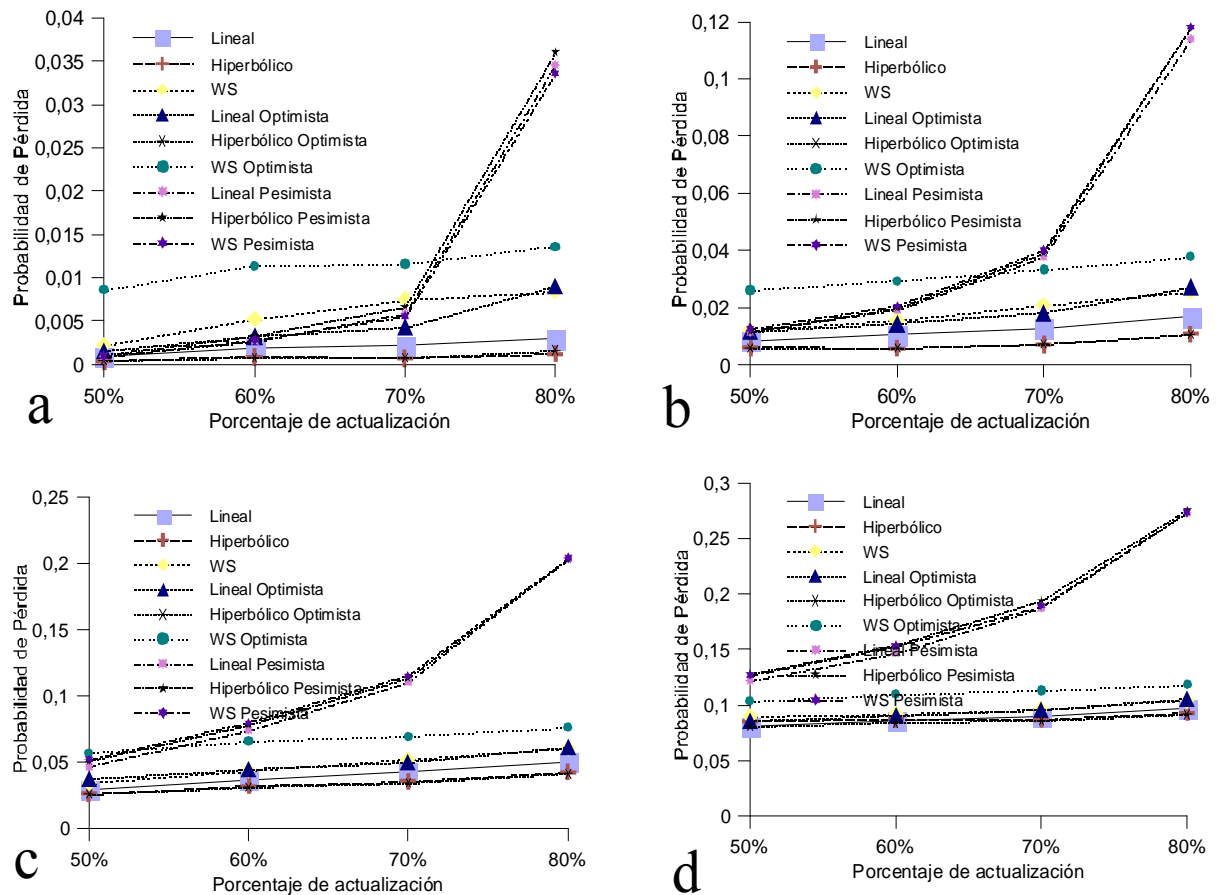 a
0,04
0,035
0,03
0,025
0,02
0,015
0,01
0,005
0
Probabilidad de Pérdida
Lineal
Hiperbólico
WS
Lineal Optimista
Hiperbólico Optimista
WS Optimista
Lineal Pesimista
Hiperbólico Pesimista
WS Pesimista
50% 60% 70% 80%
Porcentaje de actualización
b
0,12
0,1
0,08
0,06
0,04
0,02
0
Probabilidad de Pérdida
Lineal
Hiperbólico
WS
Lineal Optimista
Hiperbólico Optimista
WS Optimista
Lineal Pesimista
Hiperbólico Pesimista
WS Pesimista
50% 60% 70% 80%
Porcentaje de actualización
c
0,25
0,2
0,15
0,1
0,05
0
Probabilidad de Pérdida
Lineal
Hiperbólico
WS
Lineal Optimista
Hiperbólico Optimista
WS Optimista
Lineal Pesimista
Hiperbólico Pesimista
WS Pesimista
50% 60% 70% 80%
Porcentaje de actualización
d
0,3
0,25
0,2
0,15
0,1
0,05
0
Probabilidad de Pérdida
Lineal
Hiperbólico
WS
Lineal Optimista
Hiperbólico Optimista
WS Optimista
Lineal Pesimista
Hiperbólico Pesimista
WS Pesimista
50% 60% 70% 80%
Porcentaje de actualización